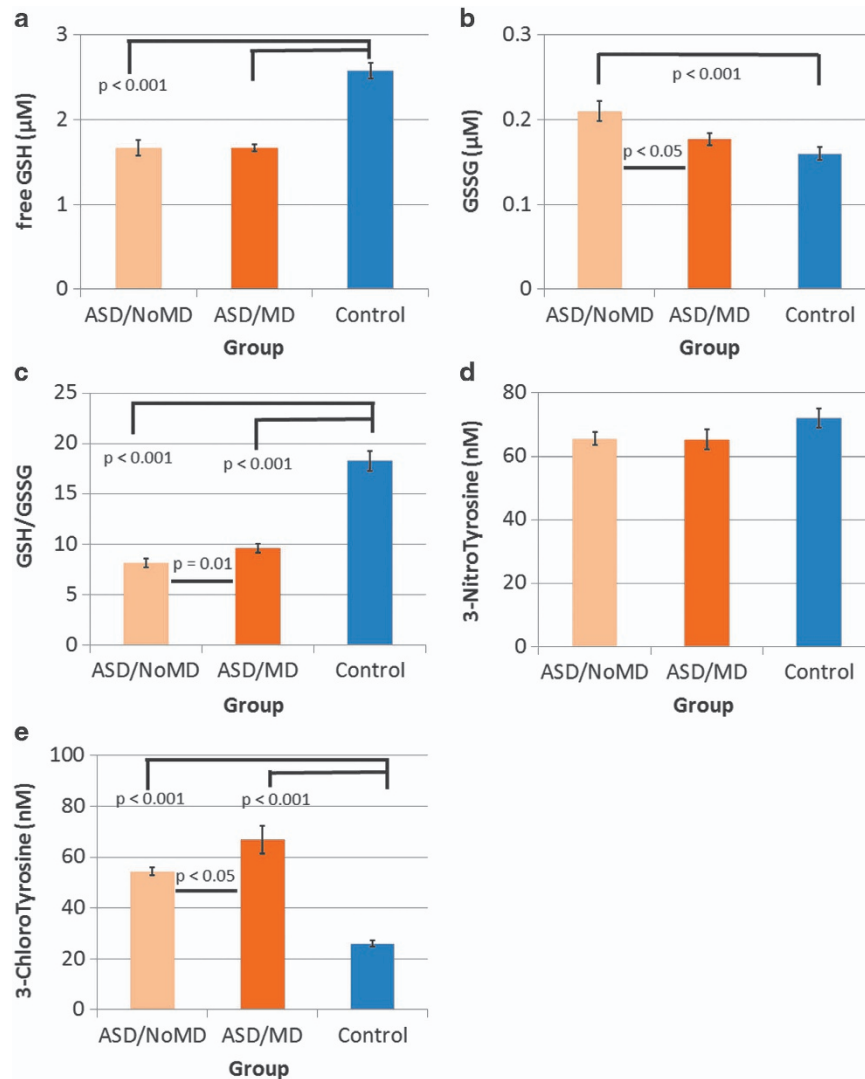 a
free GSH (µM)
3
2
1
0
p < 0.001
ASD/NoMD ASD/MD Control
Group
b
GSSG (µM)
0.3
0.2
0.1
0
p < 0.001
p < 0.05
ASD/NoMD ASD/MD Control
Group
c
GSH/GSSG
25
20
15
10
5
0
p < 0.001 p < 0.001
p = 0.01
ASD/NoMD ASD/MD Control
Group
d
3-NitroTyrosine (nM)
80
60
40
20
0
ASD/NoMD ASD/MD Control
Group
e
3-ChloroTyrosine (nM)
100
80
60
40
20
0
p < 0.001 p < 0.001
p < 0.05
ASD/NoMD ASD/MD Control
Group